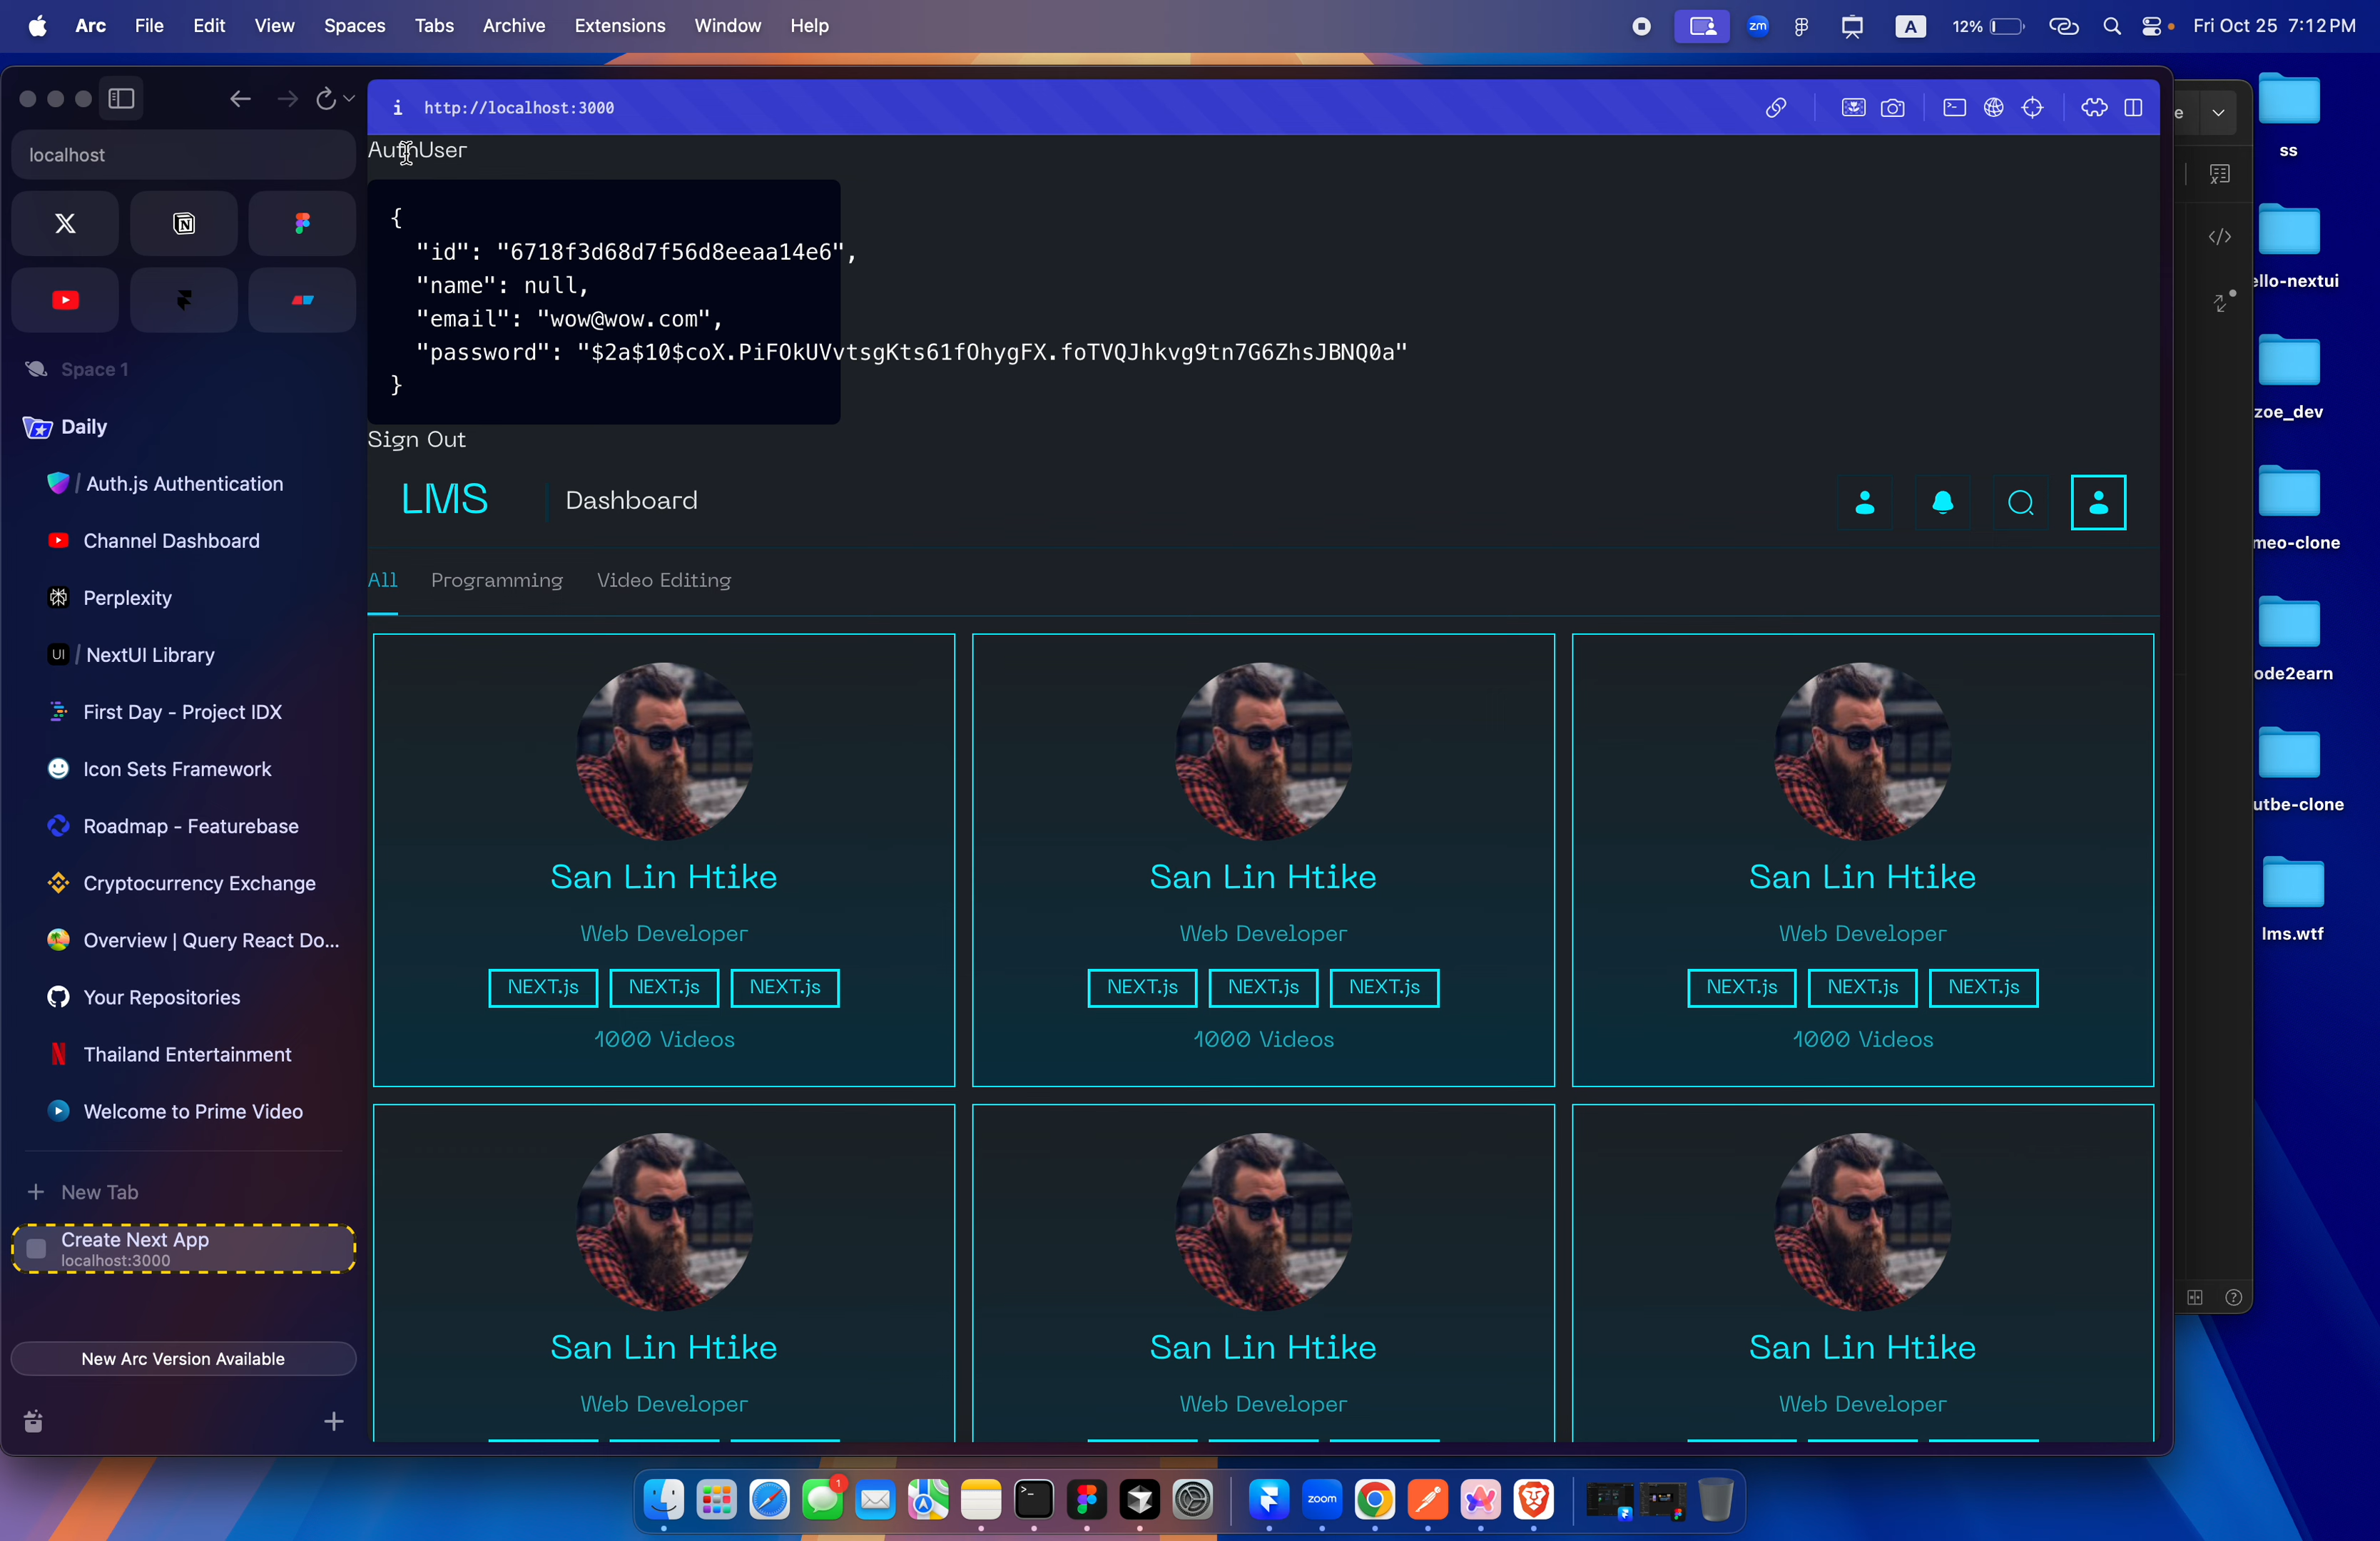 Arc File Edit View Spaces Tabs Archive Extensions Window Help
zm A 12% Fri Oct 25 7:12 PM
i http://localhost:3000
localhost
Space 1
Daily
/ Auth.js Authentication
Channel Dashboard
Perplexity
UI / NextUI Library
First Day - Project IDX
Icon Sets Framework
Roadmap - Featurebase
Cryptocurrency Exchange
Overview | Query React Do...
Your Repositories
Thailand Entertainment
Welcome to Prime Video
New Tab
Create Next App
localhost:3000
New Arc Version Available
AuthUser
{
"id": "6718f3d68d7f56d8eeaa14e6",
"name": null,
"email": "wow@wow.com",
"password": "$2a$10$coX.PiFOkUVvtsgKts61fOhygFX.foTVQJhkvg9tn7G6ZhsJBNQ0a"
}
Sign Out
LMS Dashboard
All Programming Video Editing
San Lin Htike San Lin Htike San Lin Htike
Web Developer Web Developer Web Developer
NEXT.js NEXT.js NEXT.js NEXT.js NEXT.js NEXT.js NEXT.js NEXT.js NEXT.js
1000 Videos 1000 Videos 1000 Videos
San Lin Htike San Lin Htike San Lin Htike
Web Developer Web Developer Web Developer
e
ss
ello-nextui
zoe_dev
meo-clone
ode2earn
utbe-clone
lms.wtf
1
zoom